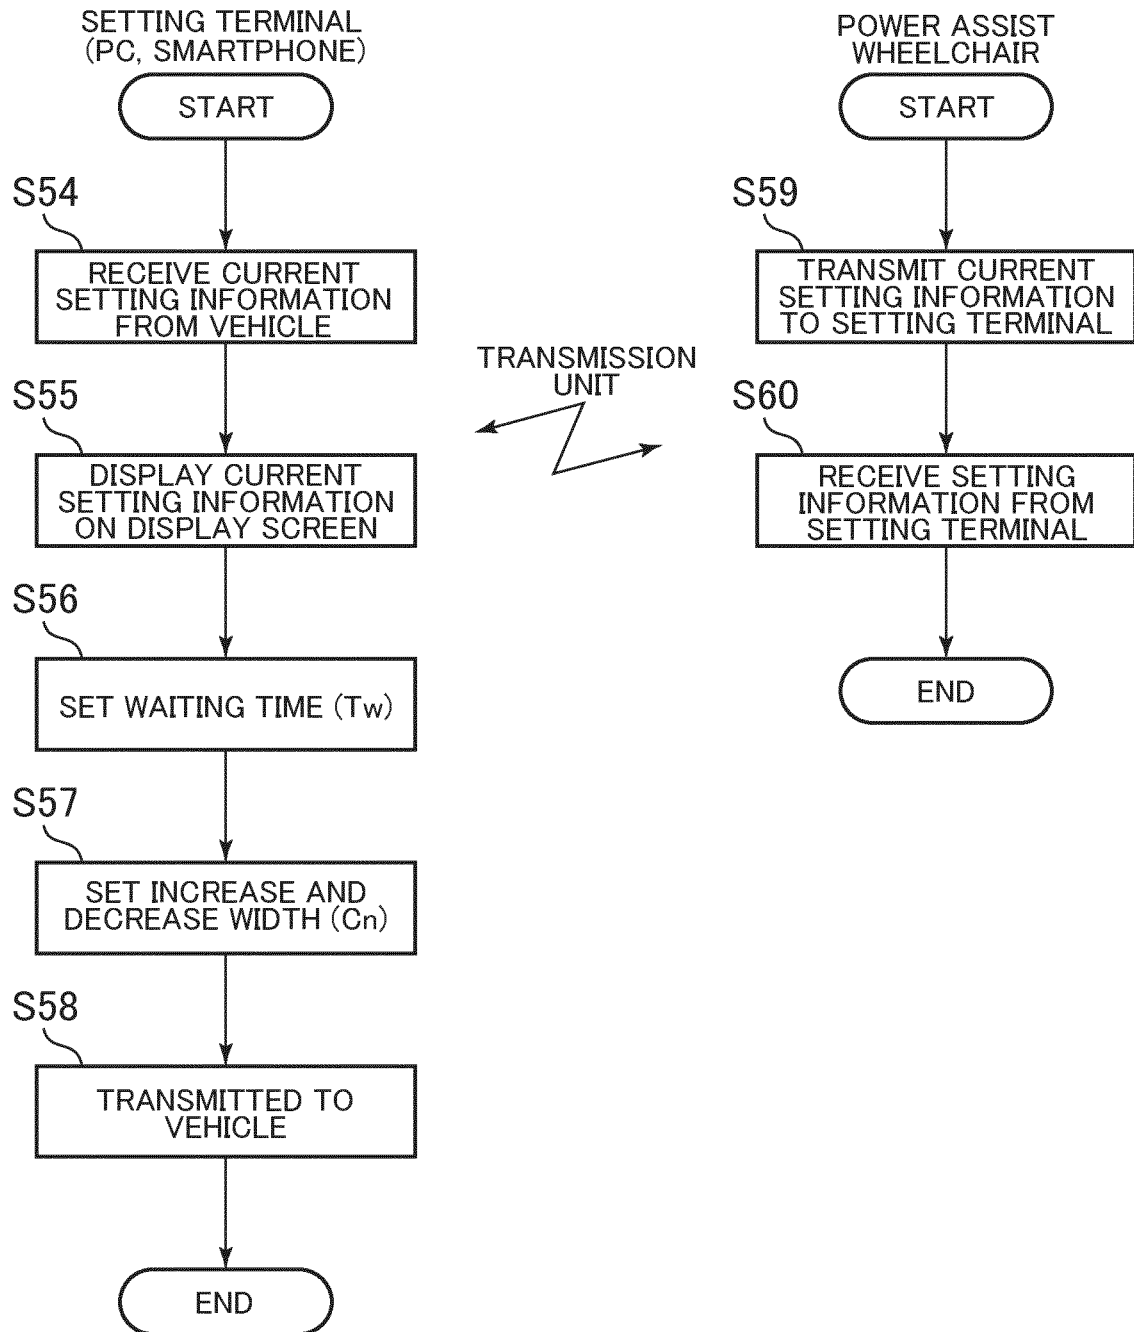 SETTING TERMINAL
(PC, SMARTPHONE)
START
S54
RECEIVE CURRENT
SETTING INFORMATION
FROM VEHICLE
S55
DISPLAY CURRENT
SETTING INFORMATION
ON DISPLAY SCREEN
S56
SET WAITING TIME (Tw)
S57
SET INCREASE AND
DECREASE WIDTH (Cn)
S58
TRANSMITTED TO
VEHICLE
END
TRANSMISSION
UNIT
POWER ASSIST
WHEELCHAIR
START
S59
TRANSMIT CURRENT
SETTING INFORMATION
TO SETTING TERMINAL
S60
RECEIVE SETTING
INFORMATION FROM
SETTING TERMINAL
END